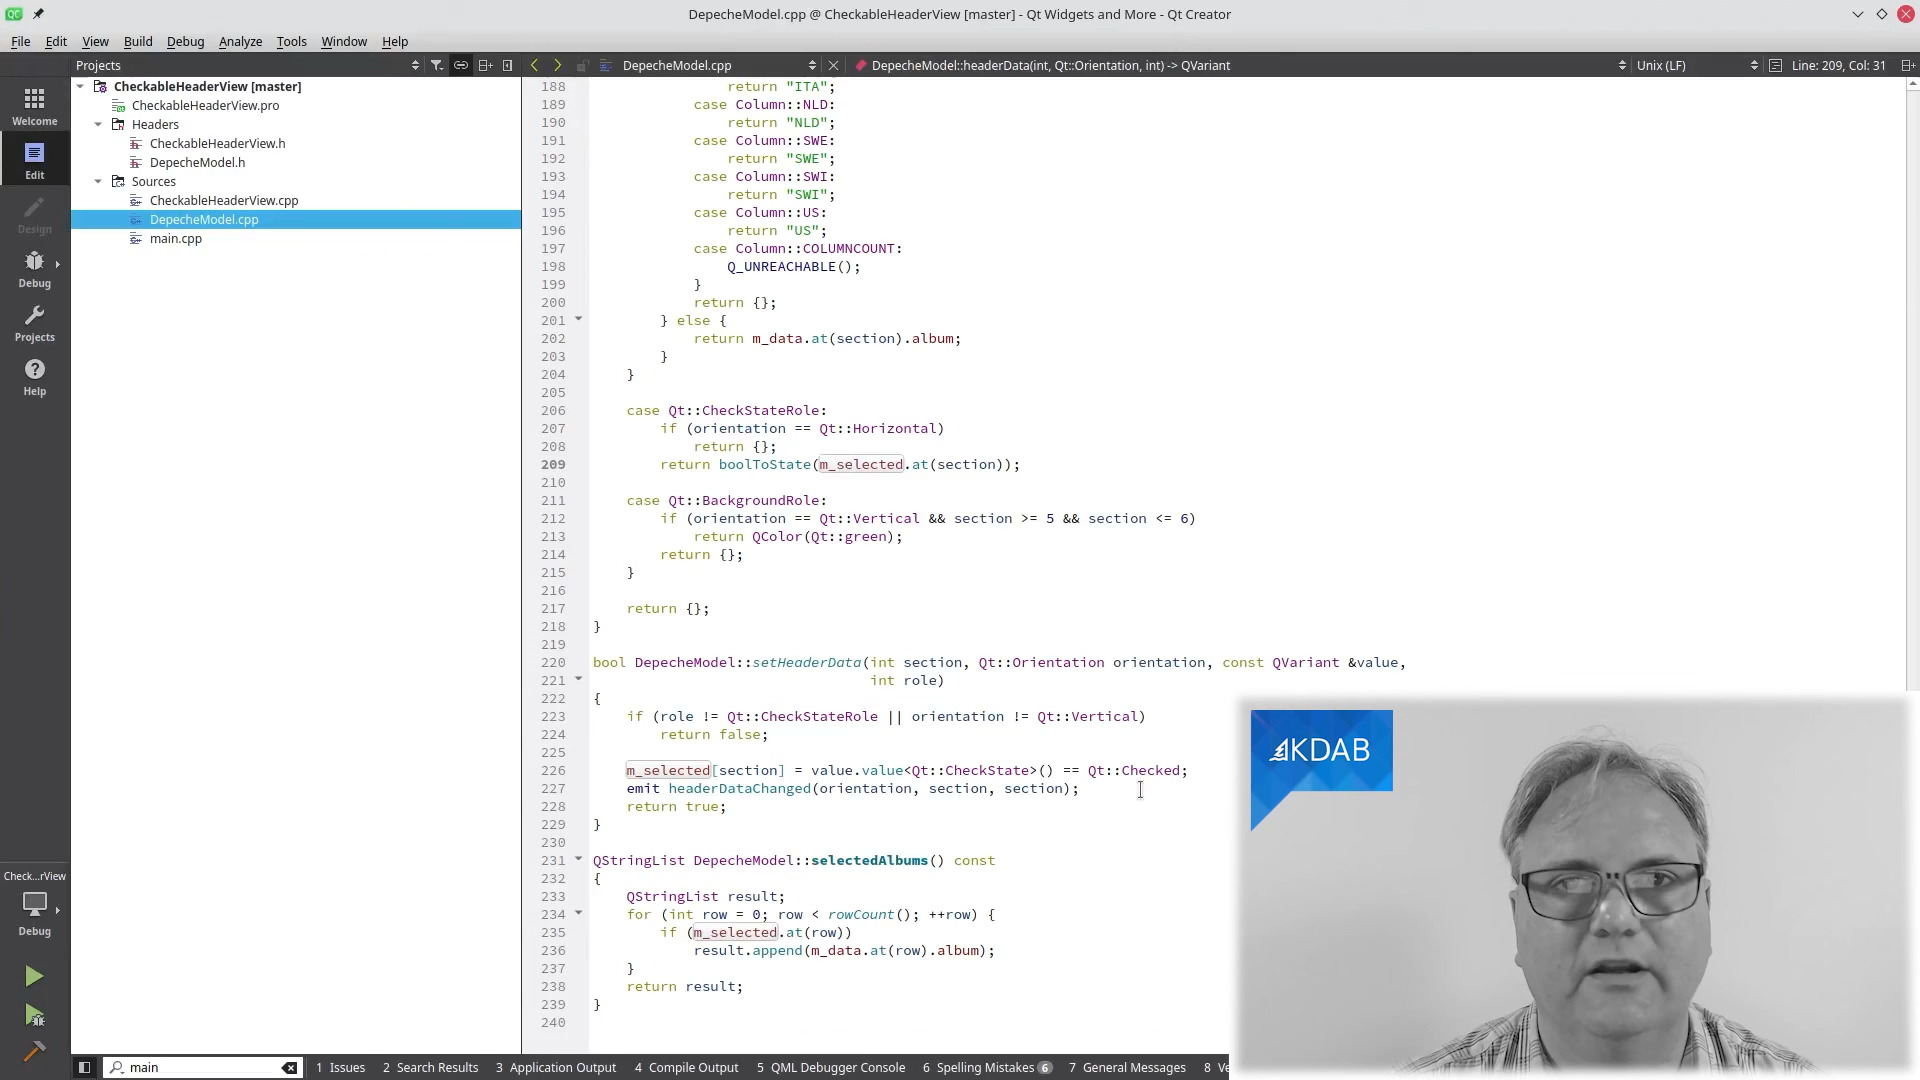 DepecheModel.cpp @ CheckableHeaderView [master] - Qt Widgets and More - Qt Creator
File Edit View Build Debug Analyze Tools Window Help
Projects
DepecheModel.cpp
DepecheModel::headerData(int, Qt::Orientation, int) -> QVariant
Unix (LF)
Line: 209, Col: 31
Welcome
Edit
Design
Debug
Projects
Help
CheckableHeaderView [master]
CheckableHeaderView.pro
Headers
CheckableHeaderView.h
DepecheModel.h
Sources
CheckableHeaderView.cpp
DepecheModel.cpp
main.cpp
188 return "ITA";
189 case Column::NLD:
190 return "NLD";
191 case Column::SWE:
192 return "SWE";
193 case Column::SWI:
194 return "SWI";
195 case Column::US:
196 return "US";
197 case Column::COLUMNCOUNT:
198 Q_UNREACHABLE();
199 }
200 return {};
201 } else {
202 return m_data.at(section).album;
203 }
204 }
205
206 case Qt::CheckStateRole:
207 if (orientation == Qt::Horizontal)
208 return {};
209 return boolToState(m_selected.at(section));
210
211 case Qt::BackgroundRole:
212 if (orientation == Qt::Vertical && section >= 5 && section <= 6)
213 return QColor(Qt::green);
214 return {};
215 }
216
217 return {};
218 }
219
220 bool DepecheModel::setHeaderData(int section, Qt::Orientation orientation, const QVariant &value,
221 int role)
222 {
223 if (role != Qt::CheckStateRole || orientation != Qt::Vertical)
224 return false;
225
226 m_selected[section] = value.value<Qt::CheckState>() == Qt::Checked;
227 emit headerDataChanged(orientation, section, section);
228 return true;
229 }
230
231 QStringList DepecheModel::selectedAlbums() const
232 {
233 QStringList result;
234 for (int row = 0; row < rowCount(); ++row) {
235 if (m_selected.at(row))
236 result.append(m_data.at(row).album);
237 }
238 return result;
239 }
240
KDAB
Check...rView
Debug
main
1 Issues 2 Search Results 3 Application Output 4 Compile Output 5 QML Debugger Console 6 Spelling Mistakes 6 7 General Messages 8 Ve